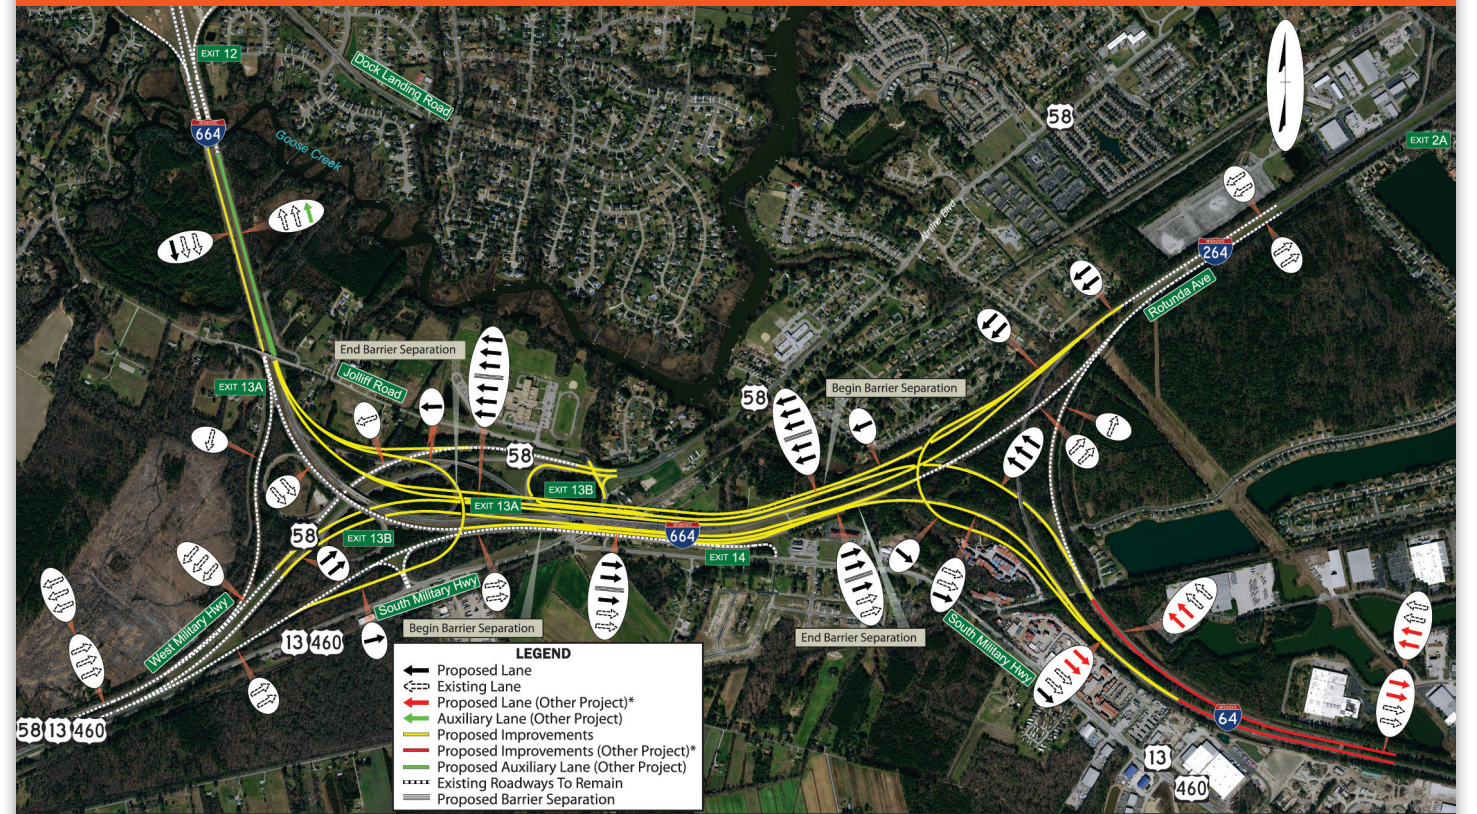 EXIT 12
Dock Landing Road
58
EXIT 2A
INTERSTATE
664
Goose Creek
INTERSTATE
264
Rotunda Ave
End Barrier Separation
Jolliff Road
EXIT 13A
58
Begin Barrier Separation
58
EXIT 13B
EXIT 13A
58
EXIT 13B
INTERSTATE
664
EXIT 14
South Military Hwy
West Military Hwy
Begin Barrier Separation
End Barrier Separation
South Military Hwy
13 460
58 13 460
INTERSTATE
64
13
460
LEGEND
Proposed Lane
Existing Lane
Proposed Lane (Other Project)*
Auxiliary Lane (Other Project)
Proposed Improvements
Proposed Improvements (Other Project)*
Proposed Auxiliary Lane (Other Project)
Existing Roadways To Remain
Proposed Barrier Separation